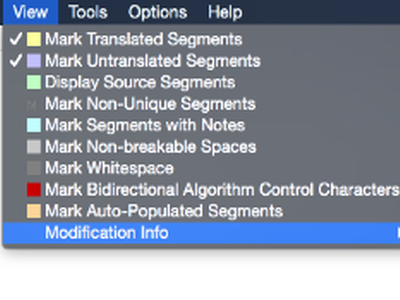 View Tools Options Help
✓ Mark Translated Segments
✓ Mark Untranslated Segments
Display Source Segments
Mark Non-Unique Segments
Mark Segments with Notes
Mark Non-breakable Spaces
Mark Whitespace
Mark Bidirectional Algorithm Control Characters
Mark Auto-Populated Segments
Modification Info